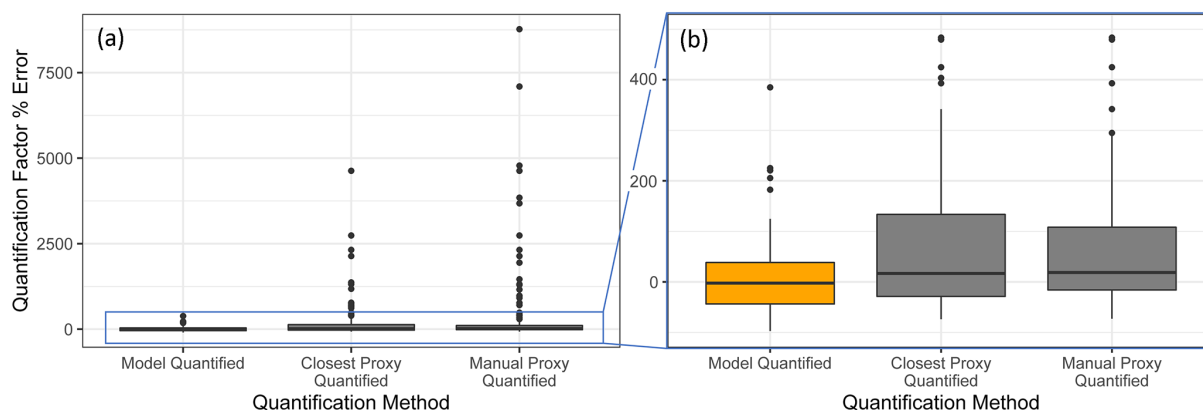 (a)
7500
5000
2500
0
Quantification Factor % Error
Model Quantified
Closest Proxy
Quantified
Manual Proxy
Quantified
Quantification Method
(b)
400
200
0
Model Quantified
Closest Proxy
Quantified
Manual Proxy
Quantified
Quantification Method